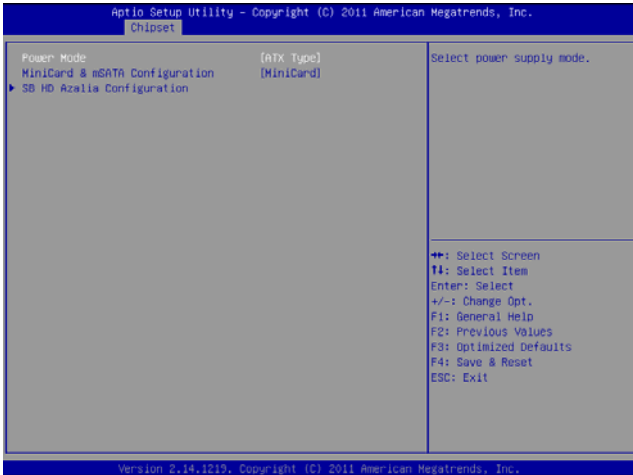 Aptio Setup Utility - Copyright (C) 2011 American Megatrends, Inc.
Chipset
Power Mode [ATX Type]
MiniCard & mSATA Configuration [MiniCard]
▶ SB HD Azalia Configuration
Select power supply mode.
→←: Select Screen
↑↓: Select Item
Enter: Select
+/-: Change Opt.
F1: General Help
F2: Previous Values
F3: Optimized Defaults
F4: Save & Reset
ESC: Exit
Version 2.14.1219. Copyright (C) 2011 American Megatrends, Inc.